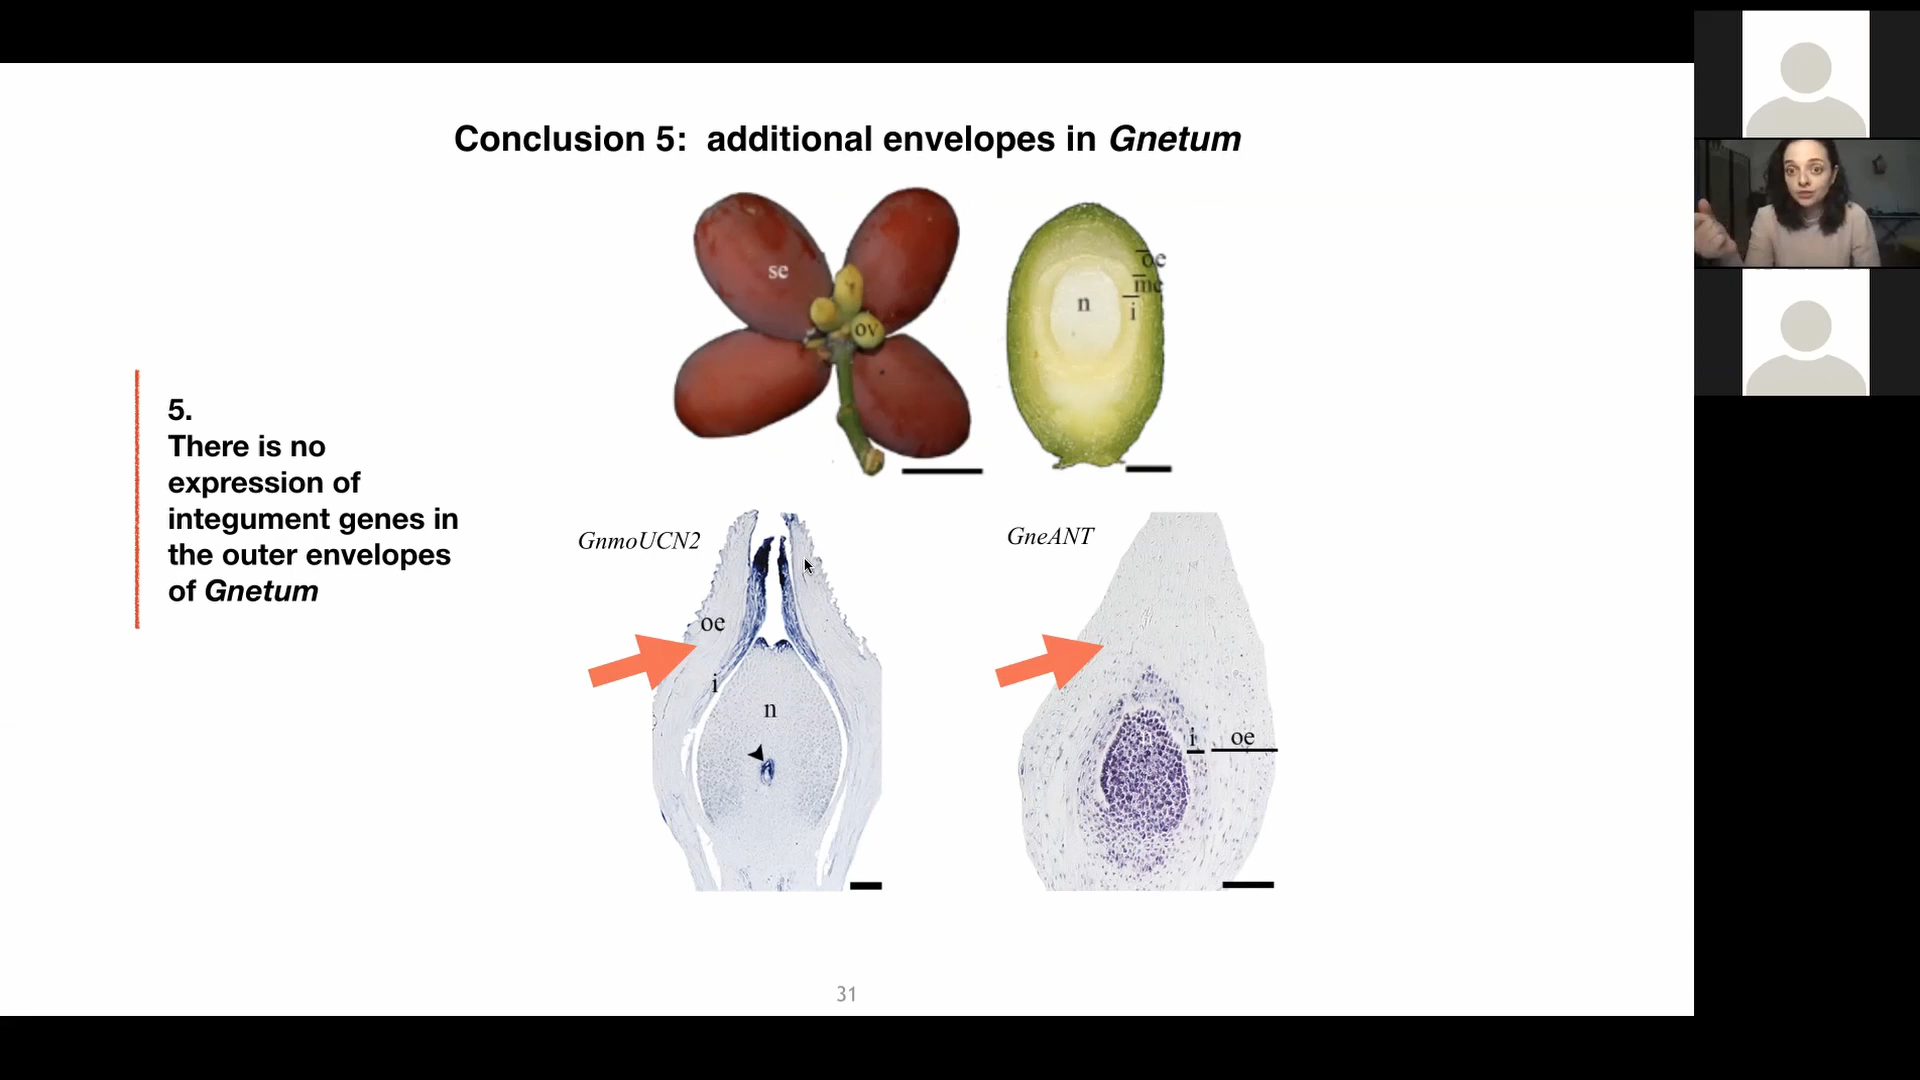 Conclusion 5: additional envelopes in Gnetum
se
ov
n
oe
me
i
5.
There is no
expression of
integument genes in
the outer envelopes
of Gnetum
GnmoUCN2
oe
i
n
GneANT
n
i
oe
31